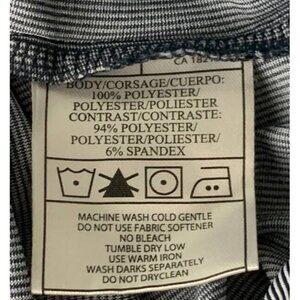 CA 182
BODY/CORSAGE/CUERPO:
100% POLYESTER/
POLYESTER/POLIESTER
CONTRAST/CONTRASTE:
94% POLYESTER/
POLYESTER/POLIESTER
6% SPANDEX
MACHINE WASH COLD GENTLE
DO NOT USE FABRIC SOFTENER
NO BLEACH
TUMBLE DRY LOW
USE WARM IRON
WASH DARKS SEPARATELY
DO NOT DRYCLEAN